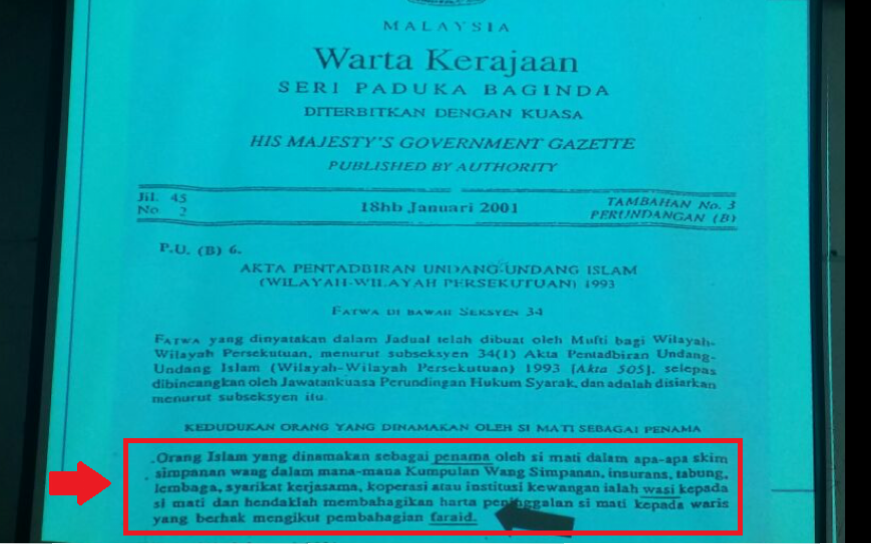 MALAYSIA
Warta Kerajaan
SERI PADUKA BAGINDA
DITERBITKAN DENGAN KUASA
HIS MAJESTY'S GOVERNMENT GAZETTE
PUBLISHED BY AUTHORITY
Jil. 45
No. 2
18hb Januari 2001
TAMBAHAN No. 3
PERUNDANGAN (B)
P.U. (B) 6.
AKTA PENTADBIRAN UNDANG-UNDANG ISLAM
(WILAYAH-WILAYAH PERSEKUTUAN) 1993
FATWA DI BAWAH SEKSYEN 34
FATWA yang dinyatakan dalam Jadual telah dibuat oleh Mufti bagi Wilayah-
Wilayah Persekutuan, menurut subseksyen 34(1) Akta Pentadbiran Undang-
Undang Islam (Wilayah-Wilayah Persekutuan) 1993 [Akta 505], selepas
dibincangkan oleh Jawatankuasa Perundingan Hukum Syarak, dan adalah disiarkan
menurut subseksyen itu.
KEDUDUKAN ORANG YANG DINAMAKAN OLEH SI MATI SEBAGAI PENAMA
Orang Islam yang dinamakan sebagai penama oleh si mati dalam apa-apa skim
simpanan wang dalam mana-mana Kumpulan Wang Simpanan, insurans, tabung,
lembaga, syarikat kerjasama, koperasi atau institusi kewangan ialah wasi kepada
si mati dan hendaklah membahagikan harta peninggalan si mati kepada waris
yang berhak mengikut pembahagian faraid.